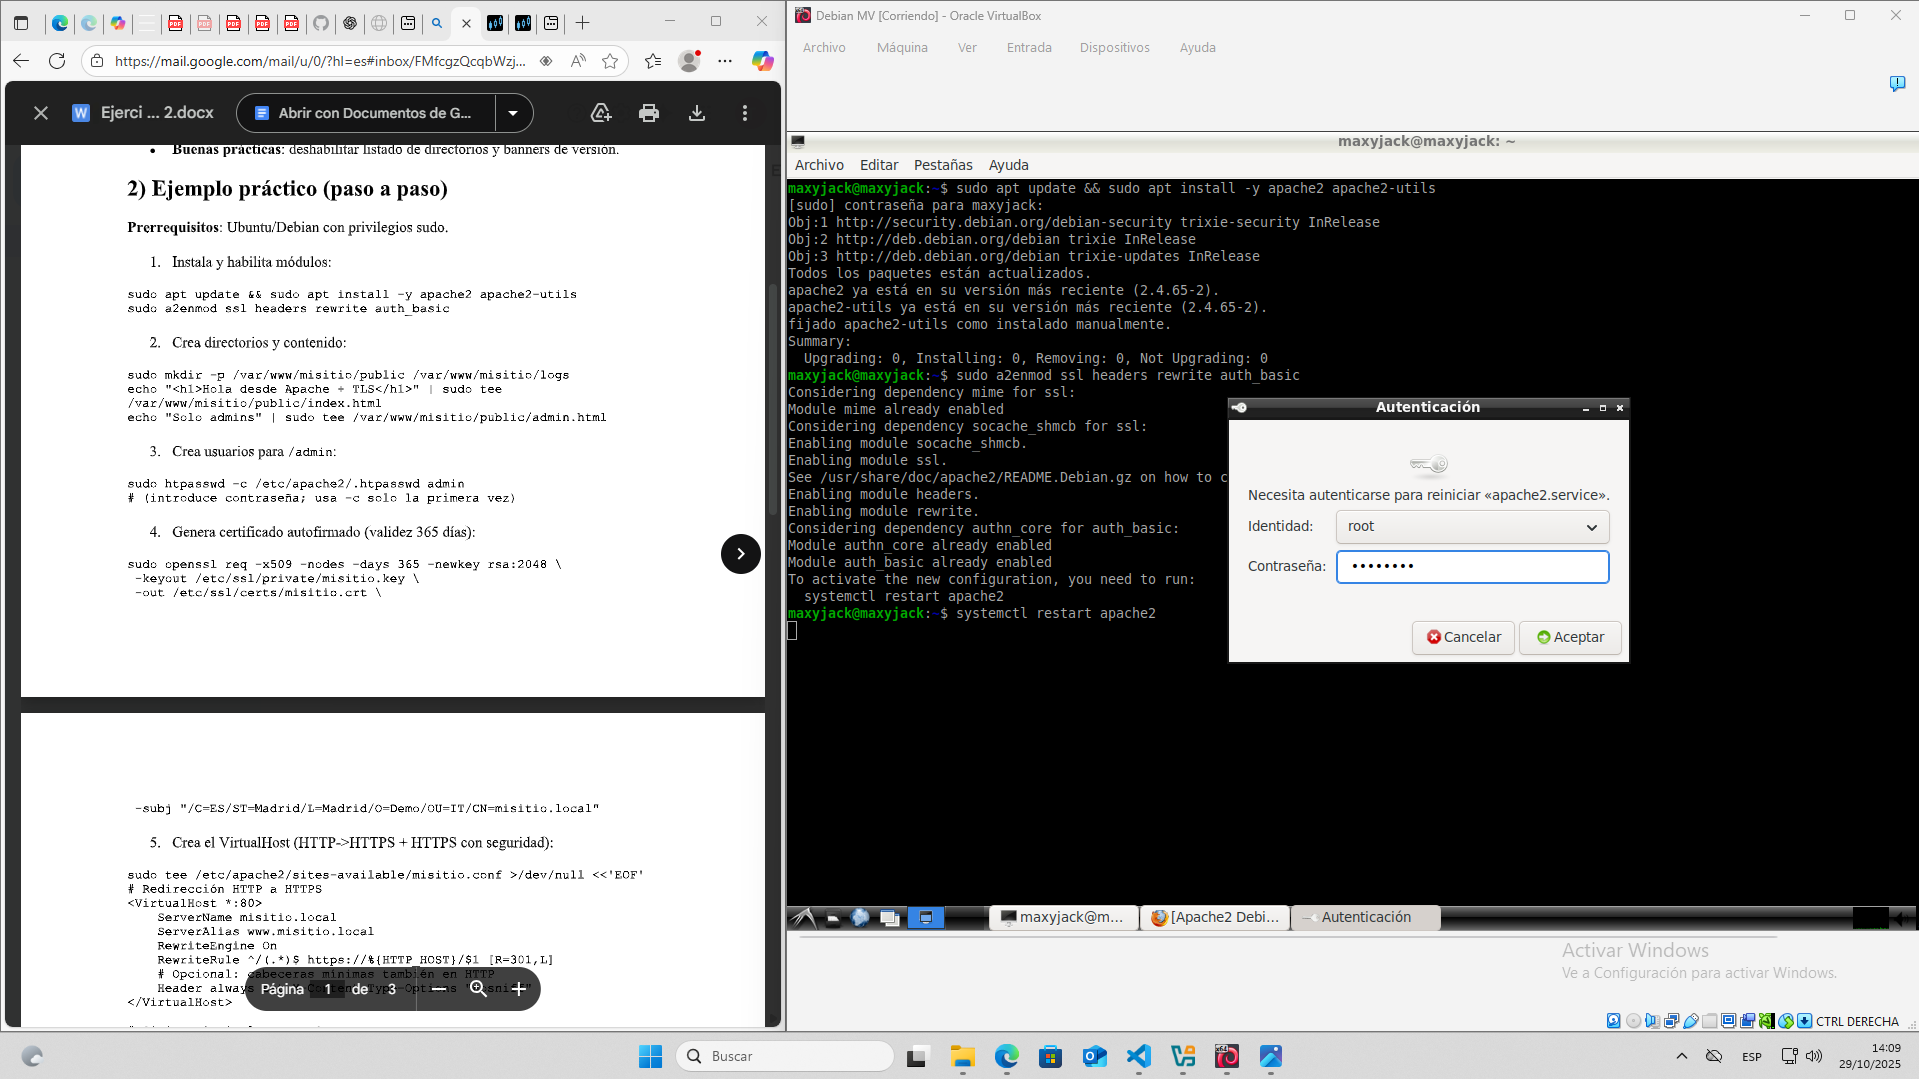 https://mail.google.com/mail/u/0/?hl=es#inbox/FMfcgzQcqbWzj...
W Ejerci ... 2.docx
Abrir con Documentos de G...
• Buenas prácticas: deshabilitar listado de directorios y banners de versión.
2) Ejemplo práctico (paso a paso)
Prerrequisitos: Ubuntu/Debian con privilegios sudo.
1. Instala y habilita módulos:
sudo apt update && sudo apt install -y apache2 apache2-utils
sudo a2enmod ssl headers rewrite auth_basic
2. Crea directorios y contenido:
sudo mkdir -p /var/www/misitio/public /var/www/misitio/logs
echo "<h1>Hola desde Apache + TLS</h1>" | sudo tee
/var/www/misitio/public/index.html
echo "Solo admins" | sudo tee /var/www/misitio/public/admin.html
3. Crea usuarios para /admin:
sudo htpasswd -c /etc/apache2/.htpasswd admin
# (introduce contraseña; usa -c solo la primera vez)
4. Genera certificado autofirmado (validez 365 días):
sudo openssl req -x509 -nodes -days 365 -newkey rsa:2048 \
-keyout /etc/ssl/private/misitio.key \
-out /etc/ssl/certs/misitio.crt \
-subj "/C=ES/ST=Madrid/L=Madrid/O=Demo/OU=IT/CN=misitio.local"
5. Crea el VirtualHost (HTTP->HTTPS + HTTPS con seguridad):
sudo tee /etc/apache2/sites-available/misitio.conf >/dev/null <<'EOF'
# Redirección HTTP a HTTPS
<VirtualHost *:80>
ServerName misitio.local
ServerAlias www.misitio.local
RewriteEngine On
RewriteRule ^/(.*)$ https://%{HTTP_HOST}/$1 [R=301,L]
# Opcional: cabeceras mínimas también en HTTP
Header always
</VirtualHost>
Página 1 de 3
Debian MV [Corriendo] - Oracle VirtualBox
Archivo Máquina Ver Entrada Dispositivos Ayuda
maxyjack@maxyjack: ~
Archivo Editar Pestañas Ayuda
maxyjack@maxyjack:~$ sudo apt update && sudo apt install -y apache2 apache2-utils
[sudo] contraseña para maxyjack:
Obj:1 http://security.debian.org/debian-security trixie-security InRelease
Obj:2 http://deb.debian.org/debian trixie InRelease
Obj:3 http://deb.debian.org/debian trixie-updates InRelease
Todos los paquetes están actualizados.
apache2 ya está en su versión más reciente (2.4.65-2).
apache2-utils ya está en su versión más reciente (2.4.65-2).
fijado apache2-utils como instalado manualmente.
Summary:
Upgrading: 0, Installing: 0, Removing: 0, Not Upgrading: 0
maxyjack@maxyjack:~$ sudo a2enmod ssl headers rewrite auth_basic
Considering dependency mime for ssl:
Module mime already enabled
Considering dependency socache_shmcb for ssl:
Enabling module socache_shmcb.
Enabling module ssl.
See /usr/share/doc/apache2/README.Debian.gz on how to c
Enabling module headers.
Enabling module rewrite.
Considering dependency authn_core for auth_basic:
Module authn_core already enabled
Module auth_basic already enabled
To activate the new configuration, you need to run:
systemctl restart apache2
maxyjack@maxyjack:~$ systemctl restart apache2
Autenticación
Necesita autenticarse para reiniciar «apache2.service».
Identidad: root
Contraseña: ••••••••
Cancelar Aceptar
maxyjack@m... [Apache2 Debi... Autenticación
Activar Windows
Ve a Configuración para activar Windows.
CTRL DERECHA
Buscar
ESP
14:09
29/10/2025